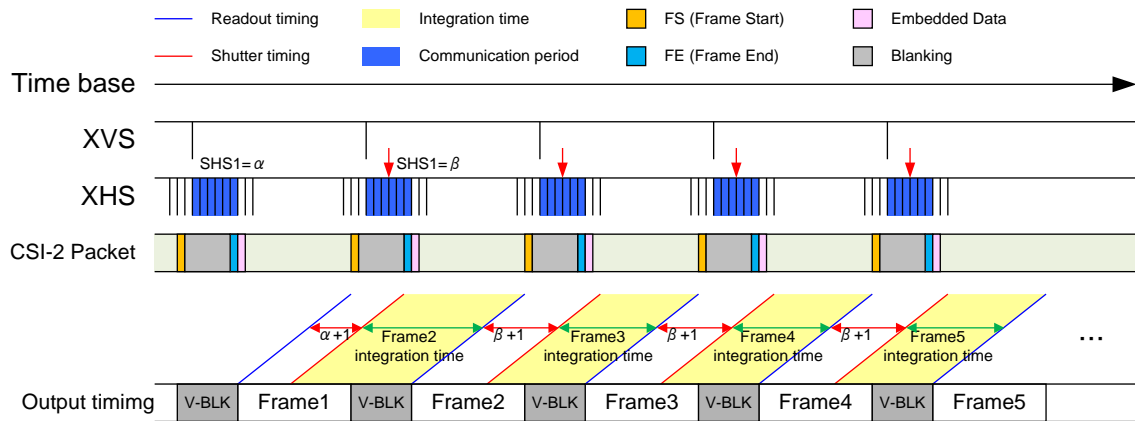 Readout timing
Integration time
FS (Frame Start)
Embedded Data
Shutter timing
Communication period
FE (Frame End)
Blanking
Time base
XVS
SHS1= α
SHS1= β
XHS
CSI-2 Packet
α +1
Frame2
integration time
β +1
Frame3
integration time
β +1
Frame4
integration time
β +1
Frame5
integration time
...
Output timimg
V-BLK
Frame1
V-BLK
Frame2
V-BLK
Frame3
V-BLK
Frame4
V-BLK
Frame5